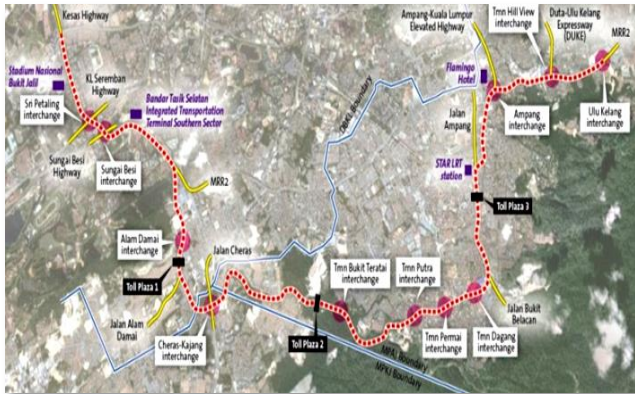 Kesas Highway
Stadium Nasional
Bukit Jalil
KL Seremban
Highway
Sri Petaling
interchange
Bandar Tasik Selatan
Integrated Transportation
Terminal Southern Sector
Sungai Besi
Highway
Sungai Besi
interchange
MRR2
Alam Damai
interchange
Toll Plaza 1
Jalan Alam
Damai
Jalan Cheras
Cheras-Kajang
interchange
Toll Plaza 2
Tmn Bukit Teratai
interchange
Tmn Putra
interchange
Tmn Permai
interchange
Tmn Dagang
interchange
Jalan Bukit
Belacan
MPAJ Boundary
MPKJ Boundary
Boundary
Toll Plaza 3
STAR LRT
station
Jalan
Ampang
Flamingo
Hotel
Ampang-Kuala Lumpur
Elevated Highway
Tmn Hill View
interchange
Duta-Ulu Kelang
Expressway
(DUKE)
MRR2
Ampang
interchange
Ulu Kelang
interchange